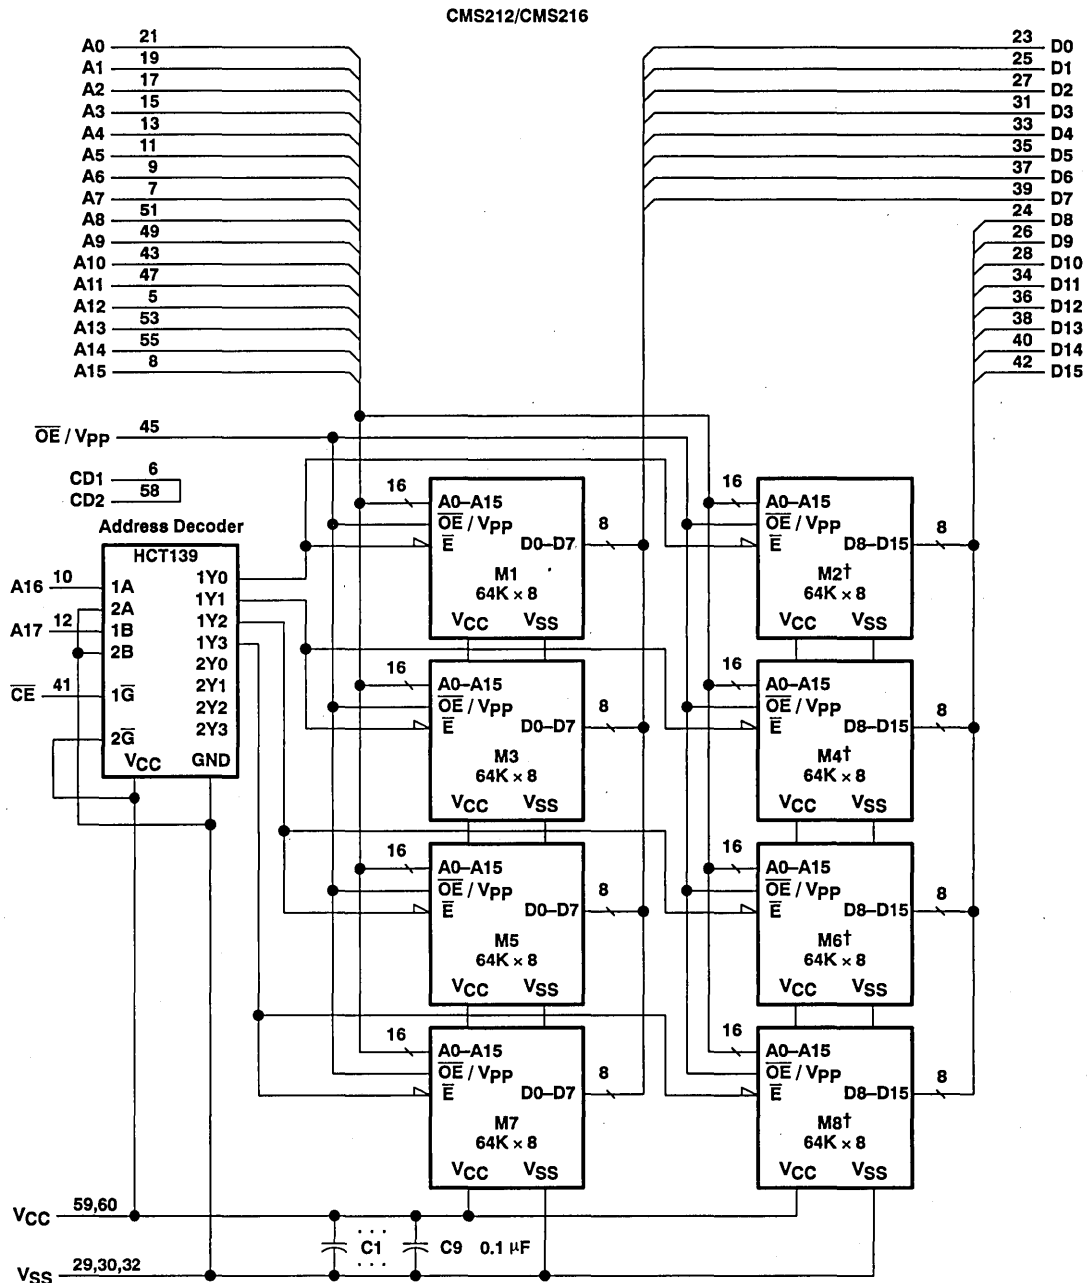 CMS212/CMS216
A0 21 23 D0
A1 19 25 D1
A2 17 27 D2
A3 15 31 D3
A4 13 33 D4
A5 11 35 D5
A6 9 37 D6
A7 7 39 D7
A8 51 24 D8
A9 49 26 D9
A10 43 28 D10
A11 47 34 D11
A12 5 36 D12
A13 53 38 D13
A14 55 40 D14
A15 8 42 D15
OE / VPP 45
CD1 6
CD2 58
Address Decoder
HCT139
A16 10 1A 1Y0
2A 1Y1
A17 12 1B 1Y2
2B 1Y3
2Y0
CE 41 1G 2Y1
2Y2
2G 2Y3
VCC GND
16 A0–A15
OE / VPP
E D0–D7 8
M1
64K × 8
VCC VSS
16 A0–A15
OE / VPP
E D8–D15 8
M2†
64K × 8
VCC VSS
16 A0–A15
OE / VPP
E D0–D7 8
M3
64K × 8
VCC VSS
16 A0–A15
OE / VPP
E D8–D15 8
M4†
64K × 8
VCC VSS
16 A0–A15
OE / VPP
E D0–D7 8
M5
64K × 8
VCC VSS
16 A0–A15
OE / VPP
E D8–D15 8
M6†
64K × 8
VCC VSS
16 A0–A15
OE / VPP
E D0–D7 8
M7
64K × 8
VCC VSS
16 A0–A15
OE / VPP
E D8–D15 8
M8†
64K × 8
VCC VSS
VCC 59,60
C1 C9 0.1 µF
VSS 29,30,32